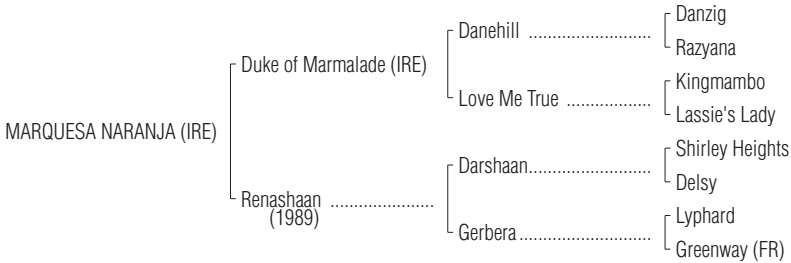 Danzig
Danehill ..........................
Razyana
Duke of Marmalade (IRE)
Kingmambo
Love Me True ..................
Lassie's Lady
MARQUESA NARANJA (IRE)
Shirley Heights
Darshaan..........................
Delsy
Renashaan ......................
(1989)
Lyphard
Gerbera............................
Greenway (FR)